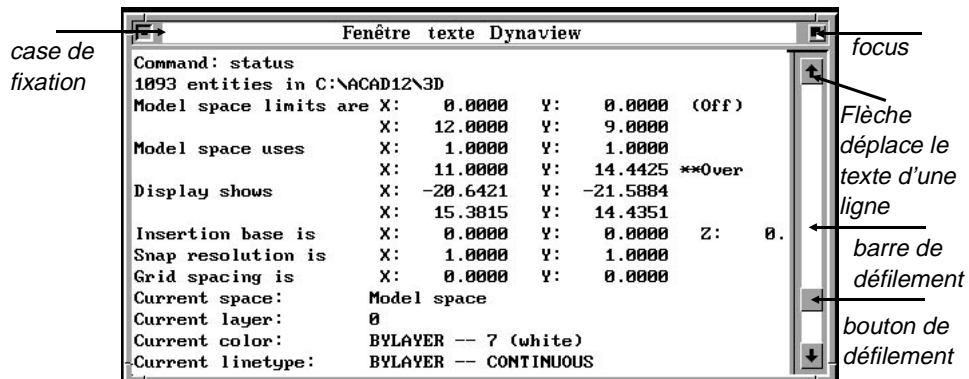 Fenêtre texte Dynaview
case de
fixation
Command: status
1093 entities in C:\ACAD12\3D
Model space limits are X: 0.0000 Y: 0.0000 (Off)
X: 12.0000 Y: 9.0000
Model space uses X: 1.0000 Y: 1.0000
X: 11.0000 Y: 14.4425 **Over
Display shows X: -20.6421 Y: -21.5884
X: 15.3815 Y: 14.4351
Insertion base is X: 0.0000 Y: 0.0000 Z: 0.
Snap resolution is X: 1.0000 Y: 1.0000
Grid spacing is X: 0.0000 Y: 0.0000
Current space: Model space
Current layer: 0
Current color: BYLAYER -- 7 (white)
Current linetype: BYLAYER -- CONTINUOUS
focus
Flèche
déplace le
texte d'une
ligne
barre de
défilement
bouton de
défilement